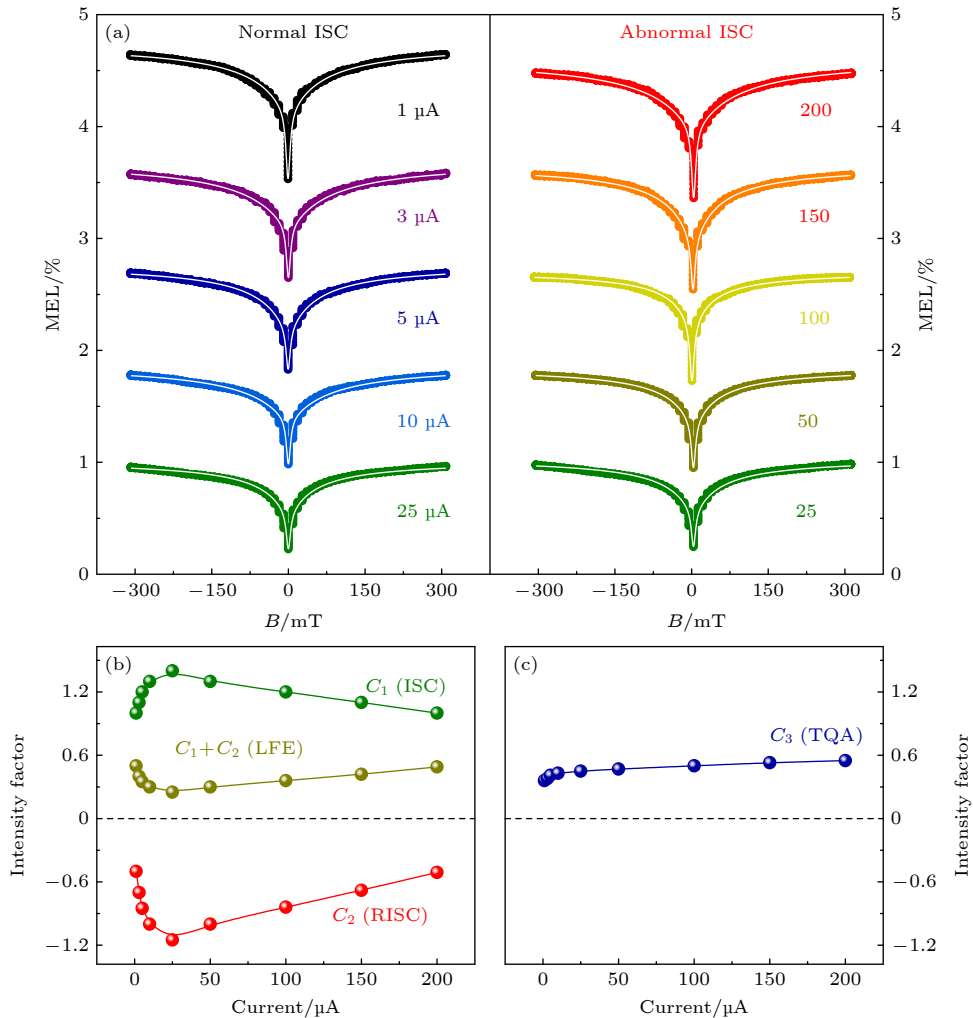 (a)
Normal ISC
Abnormal ISC
MEL/%
5
4
3
2
1
0
1 µA
3 µA
5 µA
10 µA
25 µA
200
150
100
50
25
5
4
3
2
1
0
MEL/%
−300 −150 0 150 300
−300 −150 0 150 300
B/mT
B/mT
(b)
Intensity factor
1.2
0.6
0
−0.6
−1.2
C1 (ISC)
C1+C2 (LFE)
C2 (RISC)
0 50 100 150 200
Current/µA
(c)
C3 (TQA)
1.2
0.6
0
−0.6
−1.2
Intensity factor
0 50 100 150 200
Current/µA